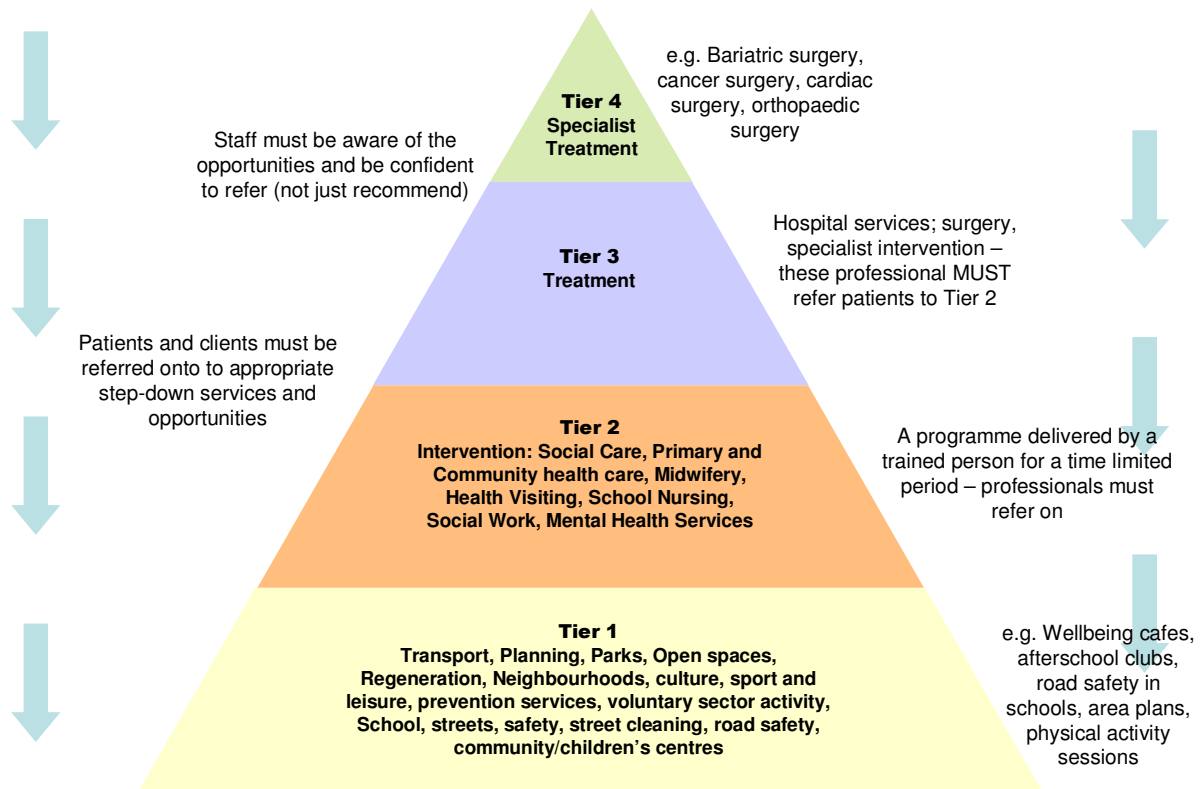 e.g. Bariatric surgery,
cancer surgery, cardiac
surgery, orthopaedic
surgery
Tier 4
Specialist
Treatment
Staff must be aware of the
opportunities and be confident
to refer (not just recommend)
Hospital services; surgery,
specialist intervention –
these professional MUST
refer patients to Tier 2
Tier 3
Treatment
Patients and clients must be
referred onto to appropriate
step-down services and
opportunities
Tier 2
Intervention: Social Care, Primary and
Community health care, Midwifery,
Health Visiting, School Nursing,
Social Work, Mental Health Services
A programme delivered by a
trained person for a time limited
period – professionals must
refer on
Tier 1
Transport, Planning, Parks, Open spaces,
Regeneration, Neighbourhoods, culture, sport and
leisure, prevention services, voluntary sector activity,
School, streets, safety, street cleaning, road safety,
community/children’s centres
e.g. Wellbeing cafes,
afterschool clubs,
road safety in
schools, area plans,
physical activity
sessions